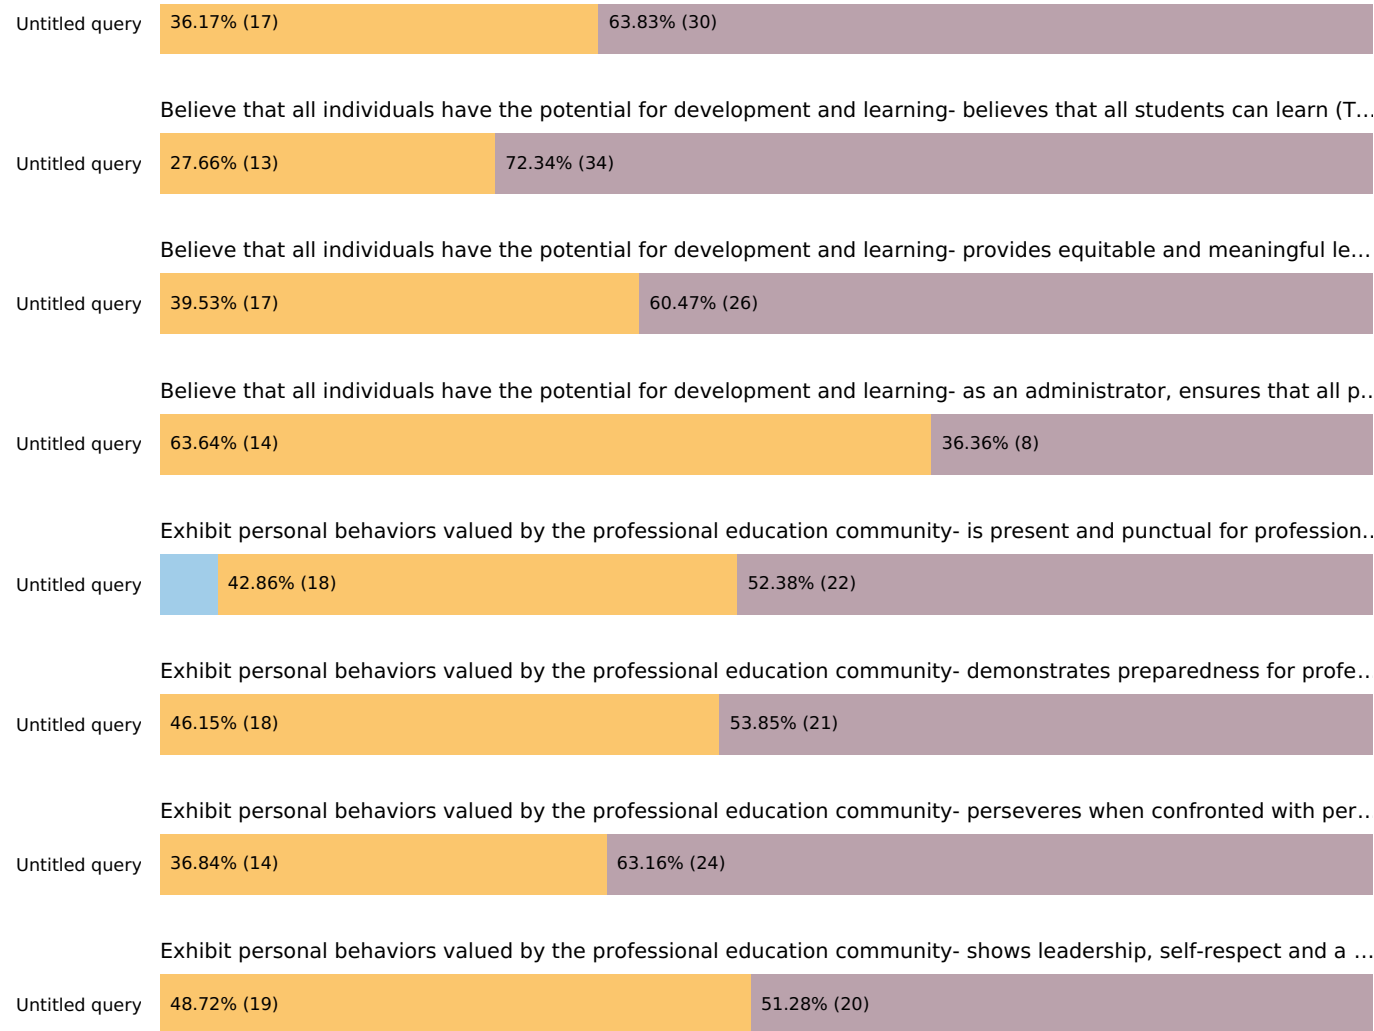 Untitled query 36.17% (17) 63.83% (30)
Believe that all individuals have the potential for development and learning- believes that all students can learn (T...
Untitled query 27.66% (13) 72.34% (34)
Believe that all individuals have the potential for development and learning- provides equitable and meaningful le...
Untitled query 39.53% (17) 60.47% (26)
Believe that all individuals have the potential for development and learning- as an administrator, ensures that all p...
Untitled query 63.64% (14) 36.36% (8)
Exhibit personal behaviors valued by the professional education community- is present and punctual for profession...
Untitled query 42.86% (18) 52.38% (22)
Exhibit personal behaviors valued by the professional education community- demonstrates preparedness for profe...
Untitled query 46.15% (18) 53.85% (21)
Exhibit personal behaviors valued by the professional education community- perseveres when confronted with per...
Untitled query 36.84% (14) 63.16% (24)
Exhibit personal behaviors valued by the professional education community- shows leadership, self-respect and a ...
Untitled query 48.72% (19) 51.28% (20)